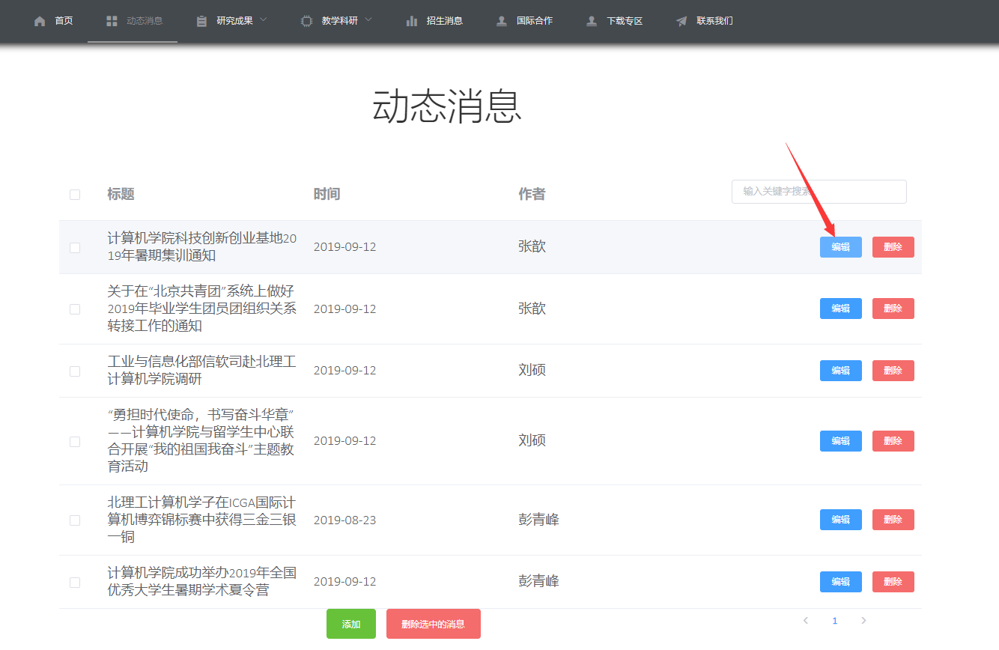 首页 动态消息 研究成果 教学科研 招生消息 国际合作 下载专区 联系我们
动态消息
标题 时间 作者 输入关键字搜索
计算机学院科技创新创业基地20
19年暑期集训通知
2019-09-12 张歆 编辑 删除
关于在“北京共青团”系统上做好
2019年毕业学生团员团组织关系
转接工作的通知
2019-09-12 张歆 编辑 删除
工业与信息化部信软司赴北理工
计算机学院调研
2019-09-12 刘硕 编辑 删除
“勇担时代使命，书写奋斗华章”
——计算机学院与留学生中心联
合开展“我的祖国我奋斗”主题教
育活动
2019-09-12 刘硕 编辑 删除
北理工计算机学子在ICGA国际计
算机博弈锦标赛中获得三金三银
一铜
2019-08-23 彭青峰 编辑 删除
计算机学院成功举办2019年全国
优秀大学生暑期学术夏令营
2019-09-12 彭青峰 编辑 删除
添加 删除选中的消息 1